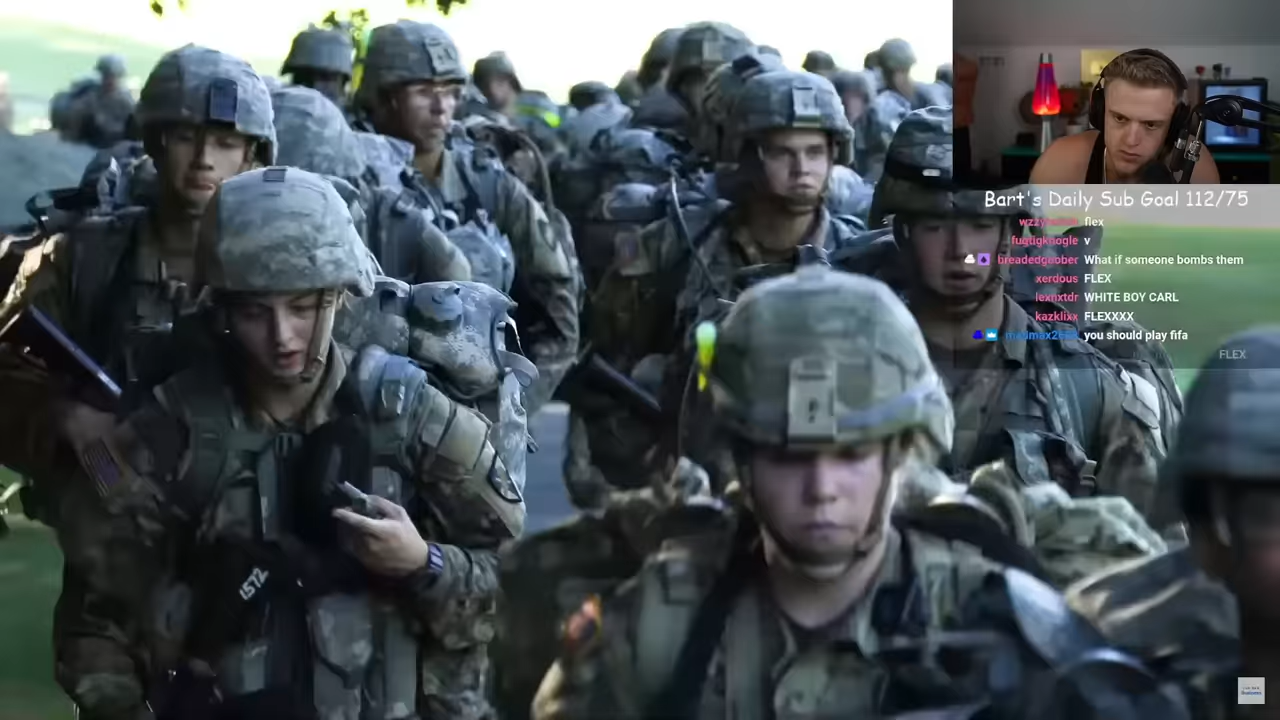 Bart's Daily Sub Goal 112/75
flex
fugugknogle v
breadedgoober What if someone bombs them
xerdous FLEX
lexnxtdr WHITE BOY CARL
kazklixx FLEXXXX
you should play fifa
FLEX
1572